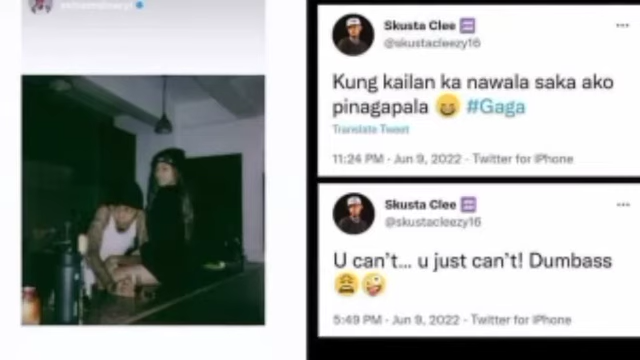 Skusta Clee
@skustacleezy16
Kung kailan ka nawala saka ako
pinagapala 😄 #Gaga
Translate Tweet
11:24 PM · Jun 9, 2022 · Twitter for iPhone
Skusta Clee
@skustacleezy16
U can't... u just can't! Dumbass
😩🤪
5:49 PM · Jun 9, 2022 · Twitter for iPhone